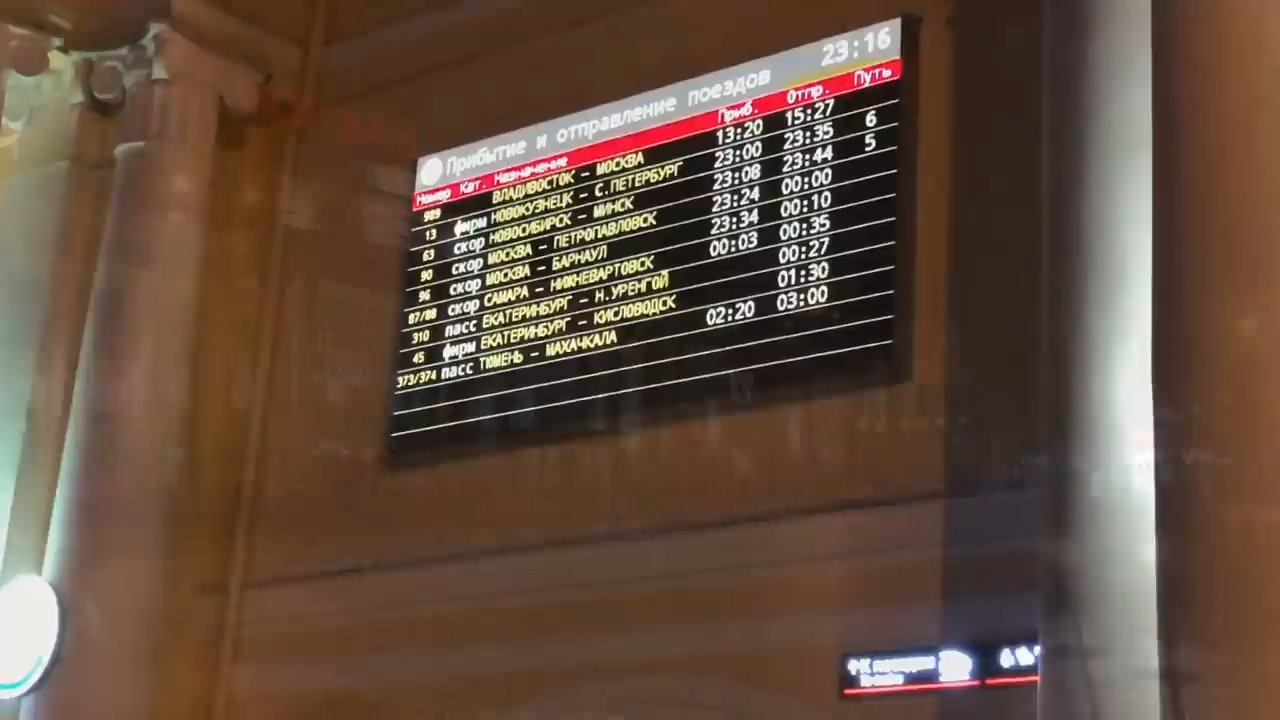 Прибытие и отправление поездов 23:16
Номер Кат. Назначение Приб. Отпр. Путь
989 ВЛАДИВОСТОК – МОСКВА 13:20 15:27
13 фирм НОВОКУЗНЕЦК – С.ПЕТЕРБУРГ 23:00 23:35 6
63 скор НОВОСИБИРСК – МИНСК 23:08 23:44 5
90 скор МОСКВА – ПЕТРОПАВЛОВСК 23:24 00:00
96 скор МОСКВА – БАРНАУЛ 23:34 00:10
87/88 скор САМАРА – НИЖНЕВАРТОВСК 00:03 00:35
310 пасс ЕКАТЕРИНБУРГ – Н.УРЕНГОЙ 00:27
45 фирм ЕКАТЕРИНБУРГ – КИСЛОВОДСК 01:30
373/374 пасс ТЮМЕНЬ – МАХАЧКАЛА 02:20 03:00